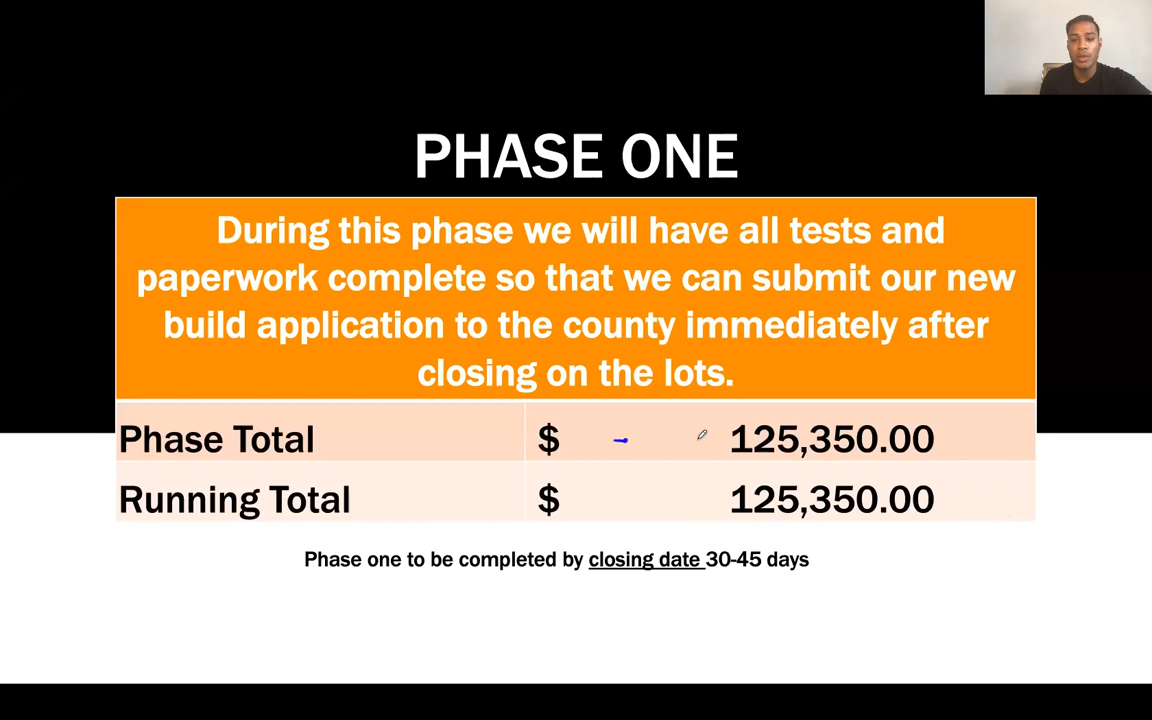 PHASE ONE
During this phase we will have all tests and
paperwork complete so that we can submit our new
build application to the county immediately after
closing on the lots.
Phase Total $ 125,350.00
Running Total $ 125,350.00
Phase one to be completed by closing date 30-45 days